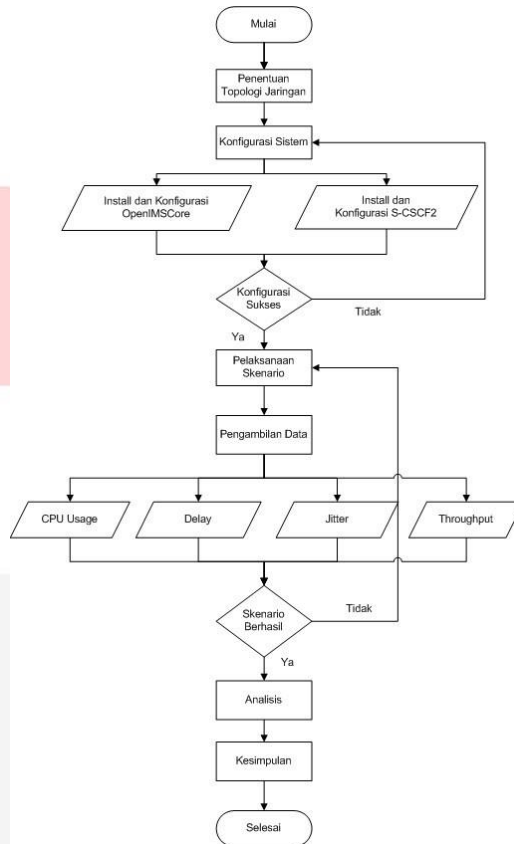 Mulai
Penentuan
Topologi Jaringan
Konfigurasi Sistem
Install dan Konfigurasi
OpenIMSCore
Install dan
Konfigurasi S-CSCF2
Konfigurasi
Sukses
Tidak
Ya
Pelaksanaan
Skenario
Pengambilan Data
CPU Usage
Delay
Jitter
Throughput
Skenario
Berhasil
Tidak
Ya
Analisis
Kesimpulan
Selesai